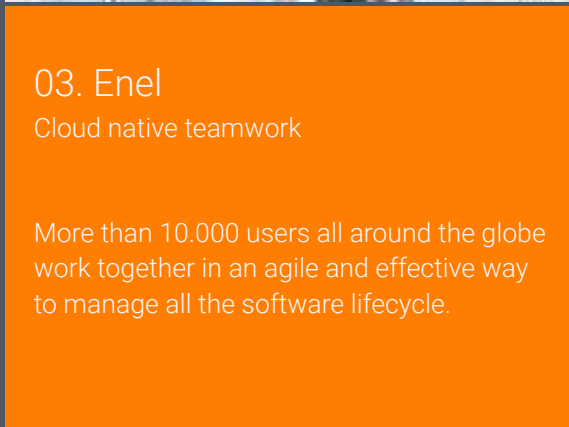 03. Enel
Cloud native teamwork
More than 10.000 users all around the globe
work together in an agile and effective way
to manage all the software lifecycle.